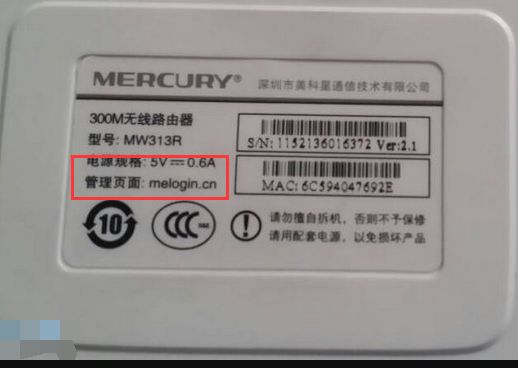 MERCURY® 深圳市美科星通信技术有限公司
300M无线路由器
型号: MW313R
电源规格: 5V⎓0.6A
管理页面: melogin.cn
S/N: 1152136016372 Ver:2.1
MAC: 6C594047692E
10
CCC
S&E
请勿擅自拆机，否则不予保修
请用配套电源，以免损坏产品